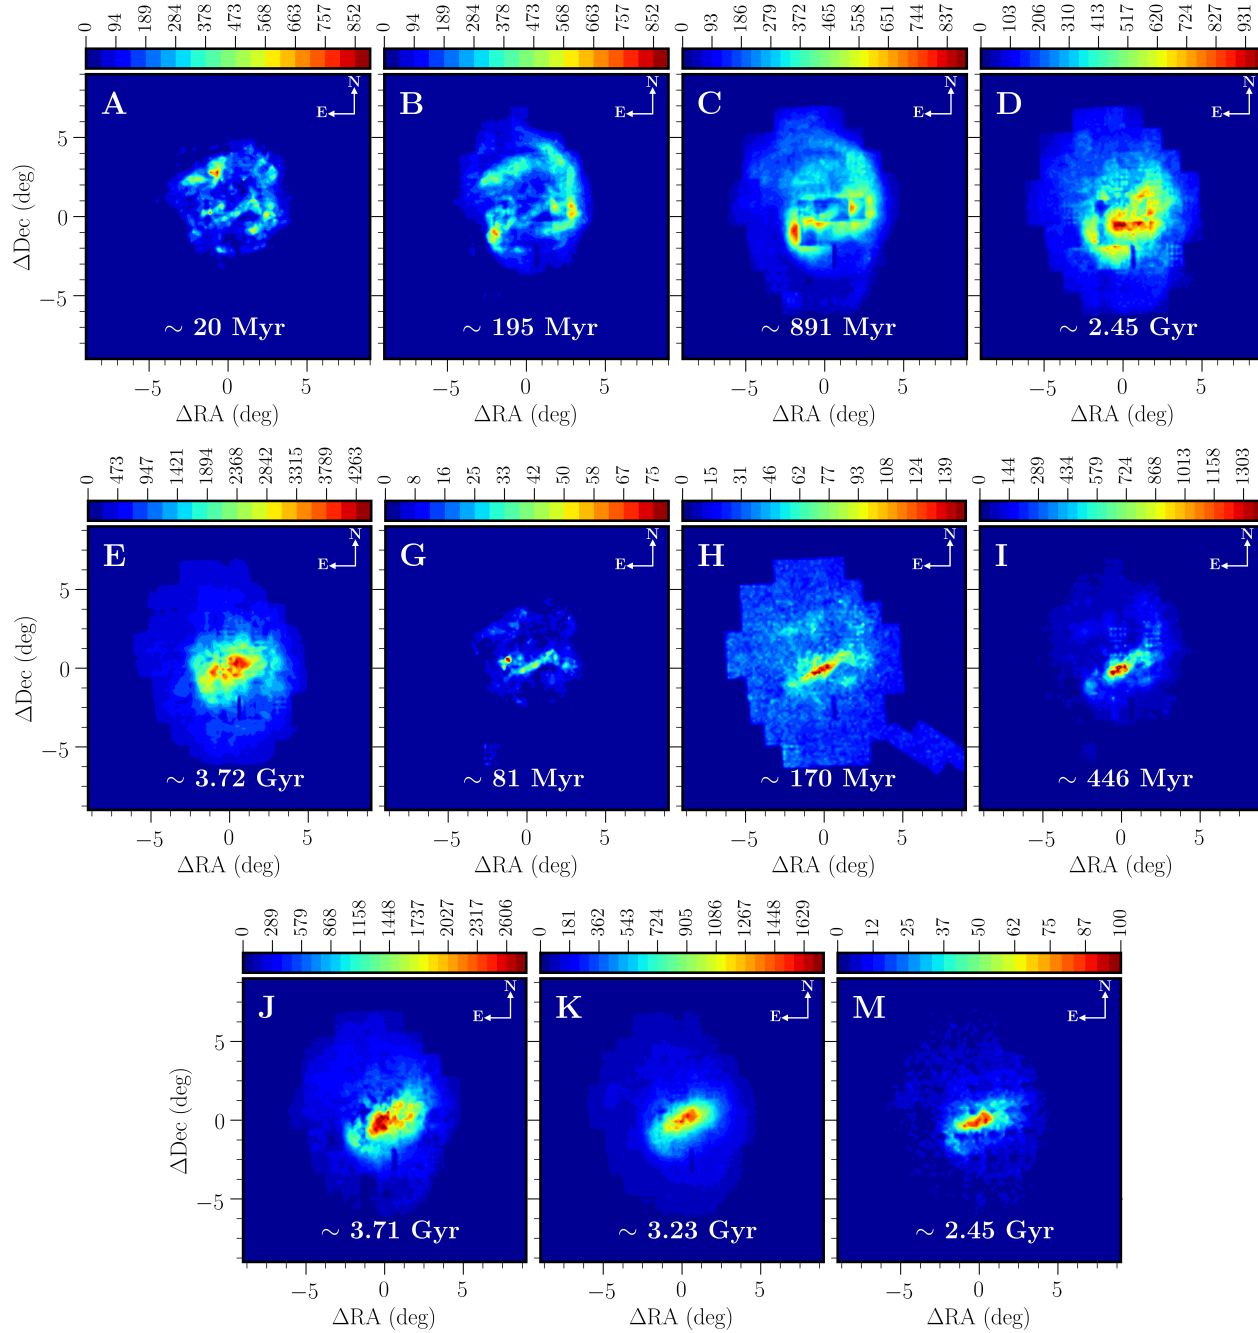 0 94 189 284 378 473 568 663 757 852
0 94 189 284 378 473 568 663 757 852
0 93 186 279 372 465 558 651 744 837
0 103 206 310 413 517 620 724 827 931
A N E ~ 20 Myr
B N E ~ 195 Myr
C N E ~ 891 Myr
D N E ~ 2.45 Gyr
5
0
−5
ΔDec (deg)
−5 0 5
−5 0 5
−5 0 5
−5 0 5
ΔRA (deg)
ΔRA (deg)
ΔRA (deg)
ΔRA (deg)
0 473 947 1421 1894 2368 2842 3315 3789 4263
0 8 16 25 33 42 50 58 67 75
0 15 31 46 62 77 93 108 124 139
0 144 289 434 579 724 868 1013 1158 1303
E N E ~ 3.72 Gyr
G N E ~ 81 Myr
H N E ~ 170 Myr
I N E ~ 446 Myr
5
0
−5
ΔDec (deg)
−5 0 5
−5 0 5
−5 0 5
−5 0 5
ΔRA (deg)
ΔRA (deg)
ΔRA (deg)
ΔRA (deg)
0 289 579 868 1158 1448 1737 2027 2317 2606
0 181 362 543 724 905 1086 1267 1448 1629
0 12 25 37 50 62 75 87 100
J N E ~ 3.71 Gyr
K N E ~ 3.23 Gyr
M N E ~ 2.45 Gyr
5
0
−5
ΔDec (deg)
−5 0 5
−5 0 5
−5 0 5
ΔRA (deg)
ΔRA (deg)
ΔRA (deg)